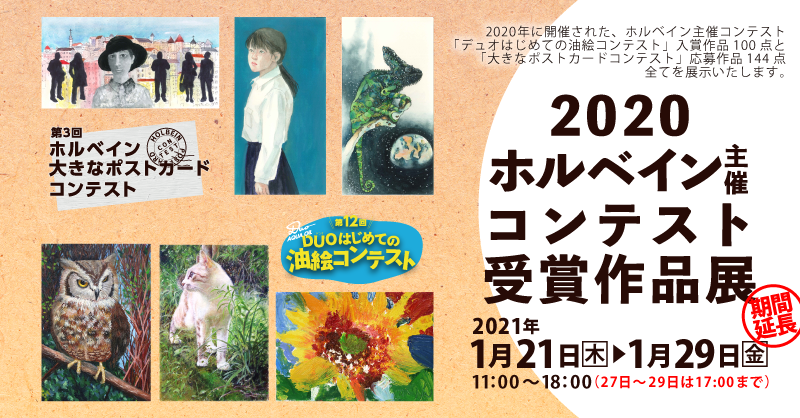 2020年に開催された、ホルベイン主催コンテスト
「デュオはじめての油絵コンテスト」入賞作品100点と
「大きなポストカードコンテスト」応募作品144点
全てを展示いたします。
2020
ホルベイン主催
コンテスト
受賞作品展
期間
延長
2021年
1月21日木▶1月29日金
11:00～18:00（27日～29日は17:00まで）
第3回
ホルベイン
大きなポストカード
コンテスト
HOLBEIN
CON
TEST
第12回
Duo
AQUA OIL
DUOはじめての
油絵コンテスト